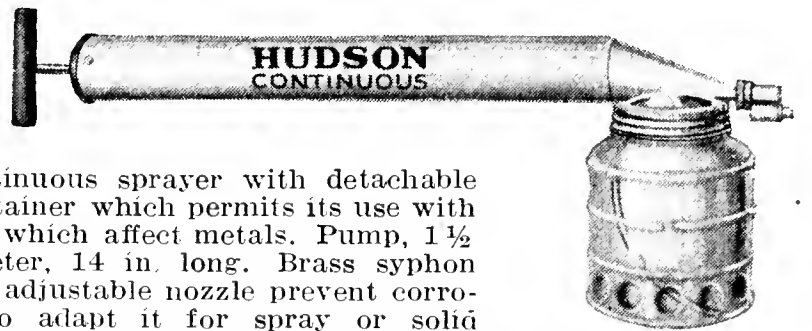 HUDSON
CONTINUOUS
tinuous sprayer with detachable
tainer which permits its use with
which affect metals. Pump, 1½
eter, 14 in. long. Brass syphon
adjustable nozzle prevent corro-
o adapt it for spray or solid